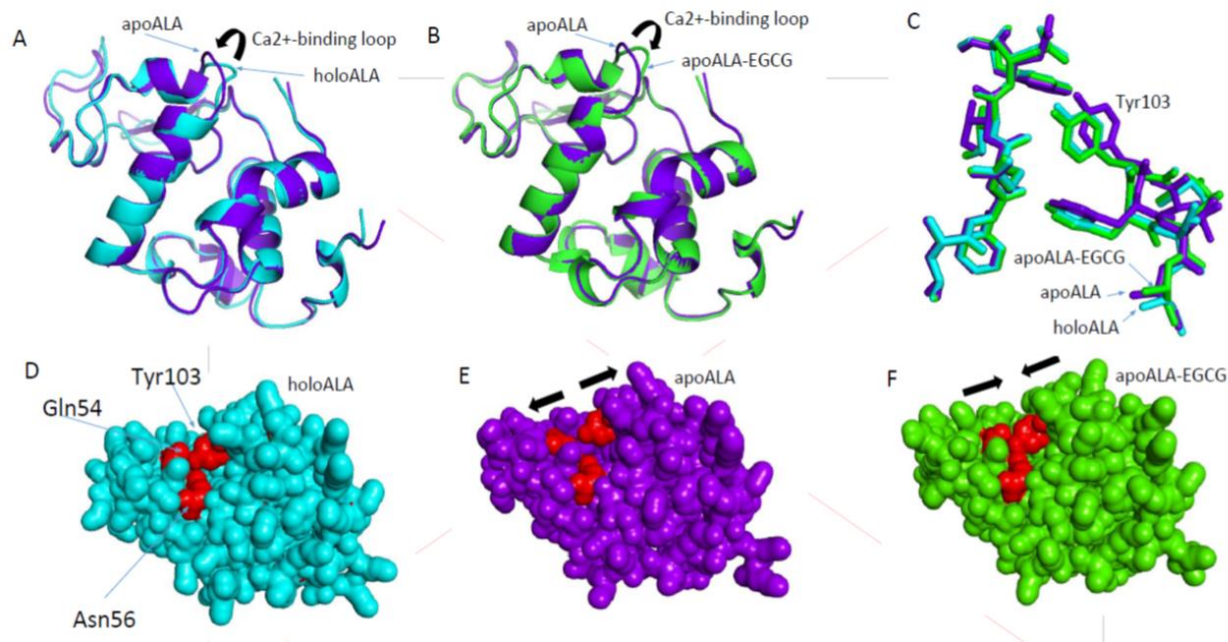 A
apoALA
Ca2+-binding loop
holoALA
B
apoALA
Ca2+-binding loop
apoALA-EGCG
C
Tyr103
apoALA-EGCG
apoALA
holoALA
D
Tyr103
holoALA
Gln54
Asn56
E
apoALA
F
apoALA-EGCG